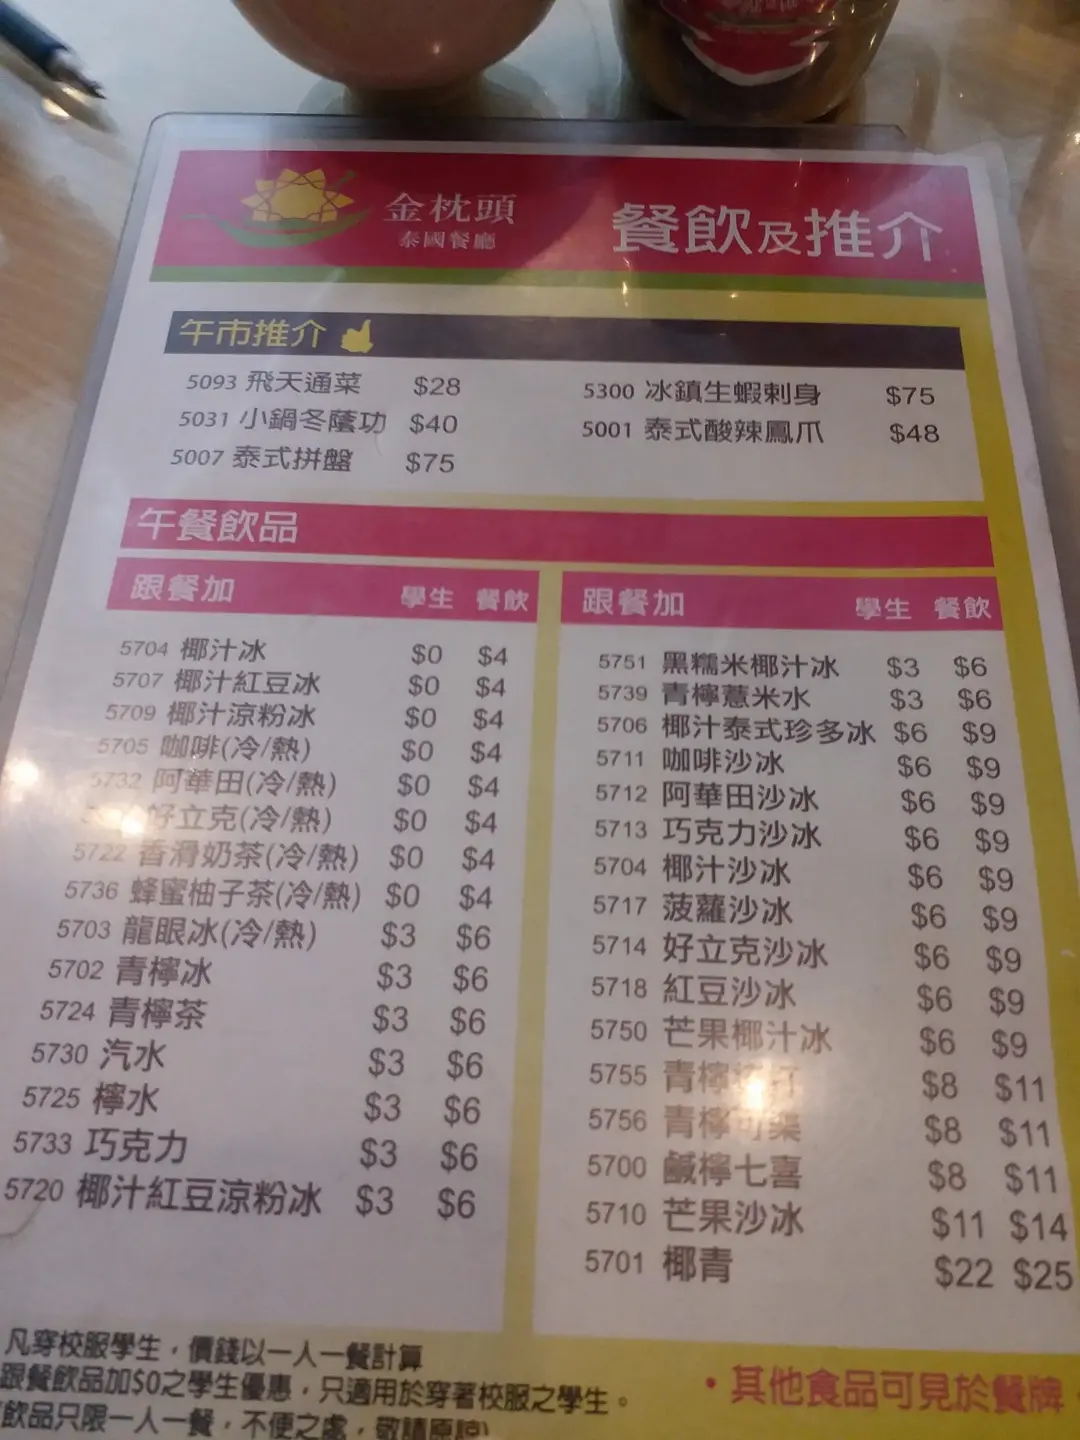 金枕頭
泰國餐廳
餐飲及推介
午市推介
5093 飛天通菜 $28
5031 小鍋冬蔭功 $40
5007 泰式拼盤 $75
5300 冰鎮生蝦刺身 $75
5001 泰式酸辣鳳爪 $48
午餐飲品
跟餐加 學生 餐飲
5704 椰汁冰 $0 $4
5707 椰汁紅豆冰 $0 $4
5709 椰汁涼粉冰 $0 $4
5705 咖啡(冷/熱) $0 $4
5732 阿華田(冷/熱) $0 $4
好立克(冷/熱) $0 $4
5722 香滑奶茶(冷/熱) $0 $4
5736 蜂蜜柚子茶(冷/熱) $0 $4
5703 龍眼冰(冷/熱) $3 $6
5702 青檸冰 $3 $6
5724 青檸茶 $3 $6
5730 汽水 $3 $6
5725 檸水 $3 $6
5733 巧克力 $3 $6
5720 椰汁紅豆涼粉冰 $3 $6
跟餐加 學生 餐飲
5751 黑糯米椰汁冰 $3 $6
5739 青檸薏米水 $3 $6
5706 椰汁泰式珍多冰 $6 $9
5711 咖啡沙冰 $6 $9
5712 阿華田沙冰 $6 $9
5713 巧克力沙冰 $6 $9
5704 椰汁沙冰 $6 $9
5717 菠蘿沙冰 $6 $9
5714 好立克沙冰 $6 $9
5718 紅豆沙冰 $6 $9
5750 芒果椰汁冰 $6 $9
5755 青檸 $8 $11
5756 青檸可樂 $8 $11
5700 鹹檸七喜 $8 $11
5710 芒果沙冰 $11 $14
5701 椰青 $22 $25
凡穿校服學生，價錢以一人一餐計算
跟餐飲品加$0之學生優惠，只適用於穿著校服之學生。
(飲品只限一人一餐，不便之處，敬請原諒)
・其他食品可見於餐牌